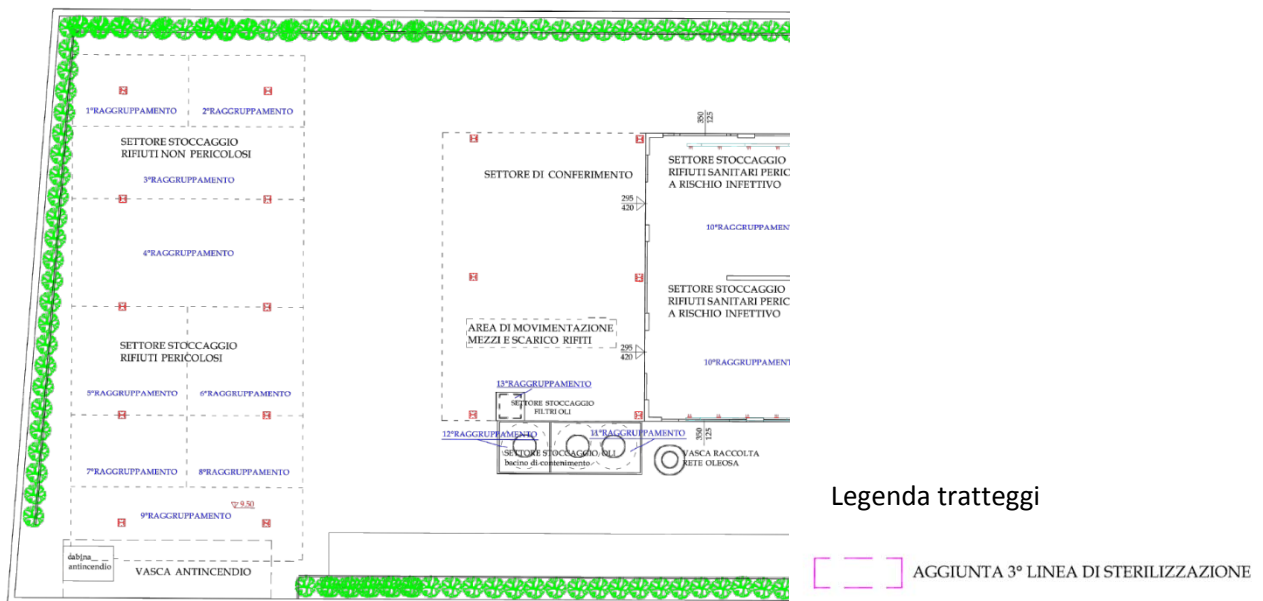 1°RAGGRUPPAMENTO
2°RAGGRUPPAMENTO
SETTORE STOCCAGGIO
RIFIUTI NON PERICOLOSI
3°RAGGRUPPAMENTO
4°RAGGRUPPAMENTO
SETTORE STOCCAGGIO
RIFIUTI PERICOLOSI
5°RAGGRUPPAMENTO
6°RAGGRUPPAMENTO
7°RAGGRUPPAMENTO
8°RAGGRUPPAMENTO
9.50
9°RAGGRUPPAMENTO
dabina
antincendio
VASCA ANTINCENDIO
SETTORE DI CONFERIMENTO
AREA DI MOVIMENTAZIONE
MEZZI E SCARICO RIFITI
13°RAGGRUPPAMENTO
SETTORE STOCCAGGIO
FILTRI OLI
12°RAGGRUPPAMENTO
14°RAGGRUPPAMENTO
SETTORE STOCCAGGIO OLI
bacino di contenimento
VASCA RACCOLTA
RETE OLEOSA
350
125
295
420
295
420
350
125
SETTORE STOCCAGGIO
RIFIUTI SANITARI PERIC
A RISCHIO INFETTIVO
10°RAGGRUPPAMEN
SETTORE STOCCAGGIO
RIFIUTI SANITARI PERIC
A RISCHIO INFETTIVO
10°RAGGRUPPAMENT
Legenda tratteggi
AGGIUNTA 3° LINEA DI STERILIZZAZIONE